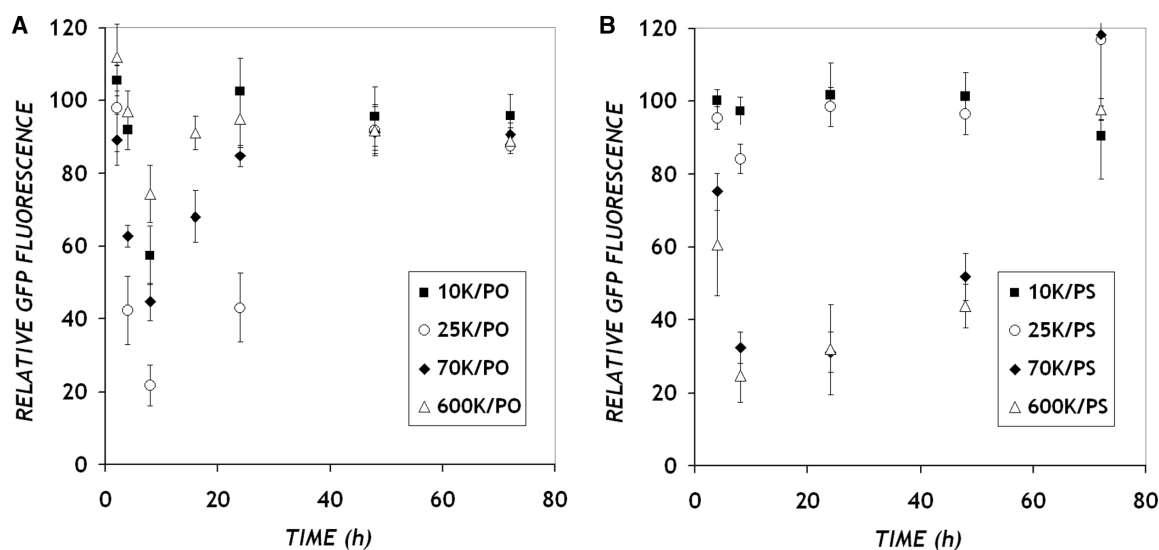 A
RELATIVE GFP FLUORESCENCE
120
100
80
60
40
20
0
0 20 40 60 80
TIME (h)
10K/PO
25K/PO
70K/PO
600K/PO
B
RELATIVE GFP FLUORESCENCE
120
100
80
60
40
20
0
0 20 40 60 80
TIME (h)
10K/PS
25K/PS
70K/PS
600K/PS